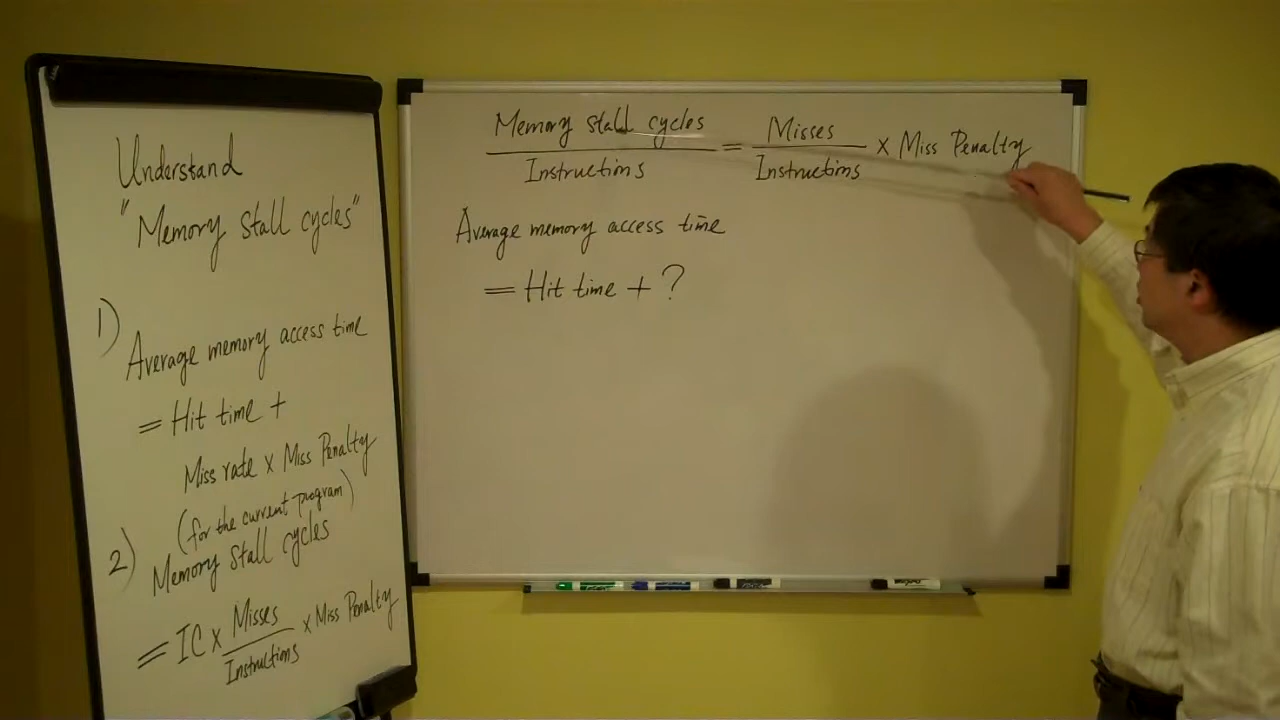 Understand
"Memory stall cycles"
1)
Average memory access time
= Hit time +
Miss rate x Miss Penalty
(for the current program)
2)
Memory stall cycles
= IC x Misses / Instructions x Miss Penalty
Memory stall cycles / Instructions = Misses / Instructions x Miss Penalty
Average memory access time
= Hit time + ?